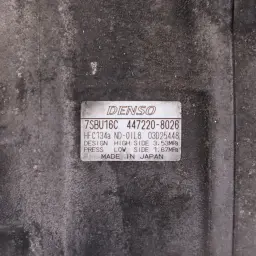 DENSO
7SBU16C 447220-8026
HFC134a ND-OIL8 03D25448
DESIGN HIGH SIDE 3.53MPa
PRESS LOW SIDE 1.67MPa
MADE IN JAPAN